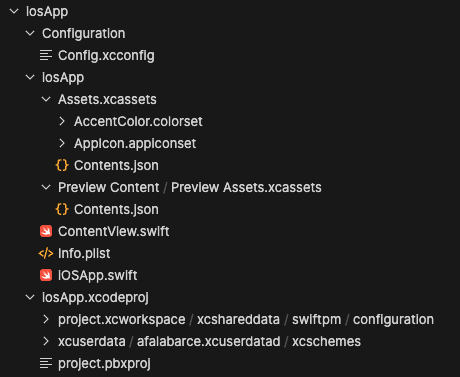 iosApp
Configuration
Config.xcconfig
iosApp
Assets.xcassets
AccentColor.colorset
AppIcon.appiconset
{} Contents.json
Preview Content / Preview Assets.xcassets
{} Contents.json
ContentView.swift
</> Info.plist
iOSApp.swift
iosApp.xcodeproj
project.xcworkspace / xcshareddata / swiftpm / configuration
xcuserdata / afalabarce.xcuserdatad / xcschemes
project.pbxproj